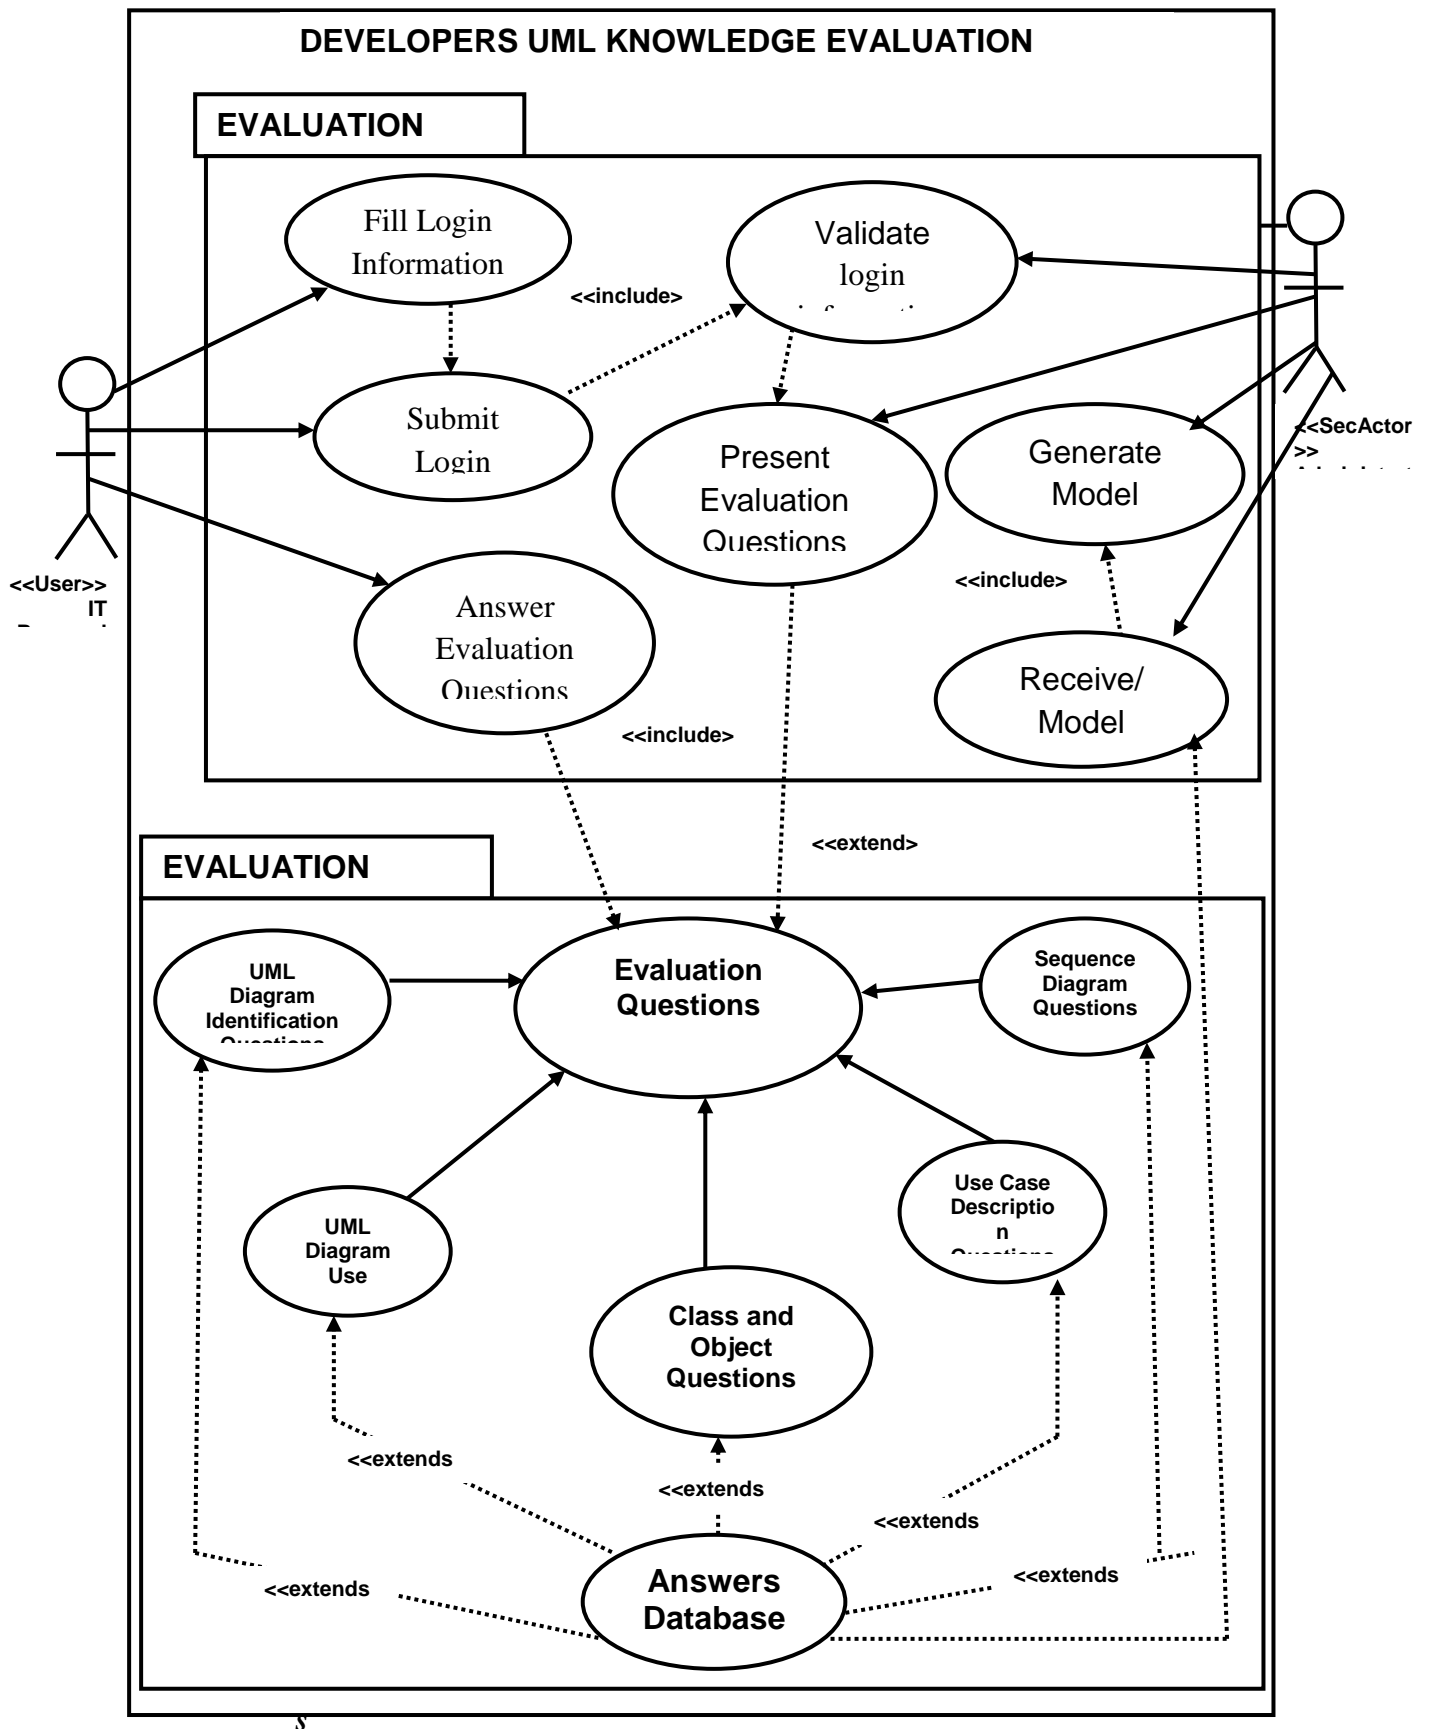 DEVELOPERS UML KNOWLEDGE EVALUATION
EVALUATION
Fill Login
Information
Validate
login
<<include>
Submit
Login
Present
Evaluation
Questions
Generate
Model
<<SecActor
>>
<<include>
<<User>>
IT
Answer
Evaluation
Questions
Receive/
Model
<<include>
<<extend>
EVALUATION
UML
Diagram
Identification
Questions
Evaluation
Questions
Sequence
Diagram
Questions
Use Case
Descriptio
n
Questions
UML
Diagram
Use
Class and
Object
Questions
<<extends
<<extends
<<extends
<<extends
<<extends
Answers
Database
s